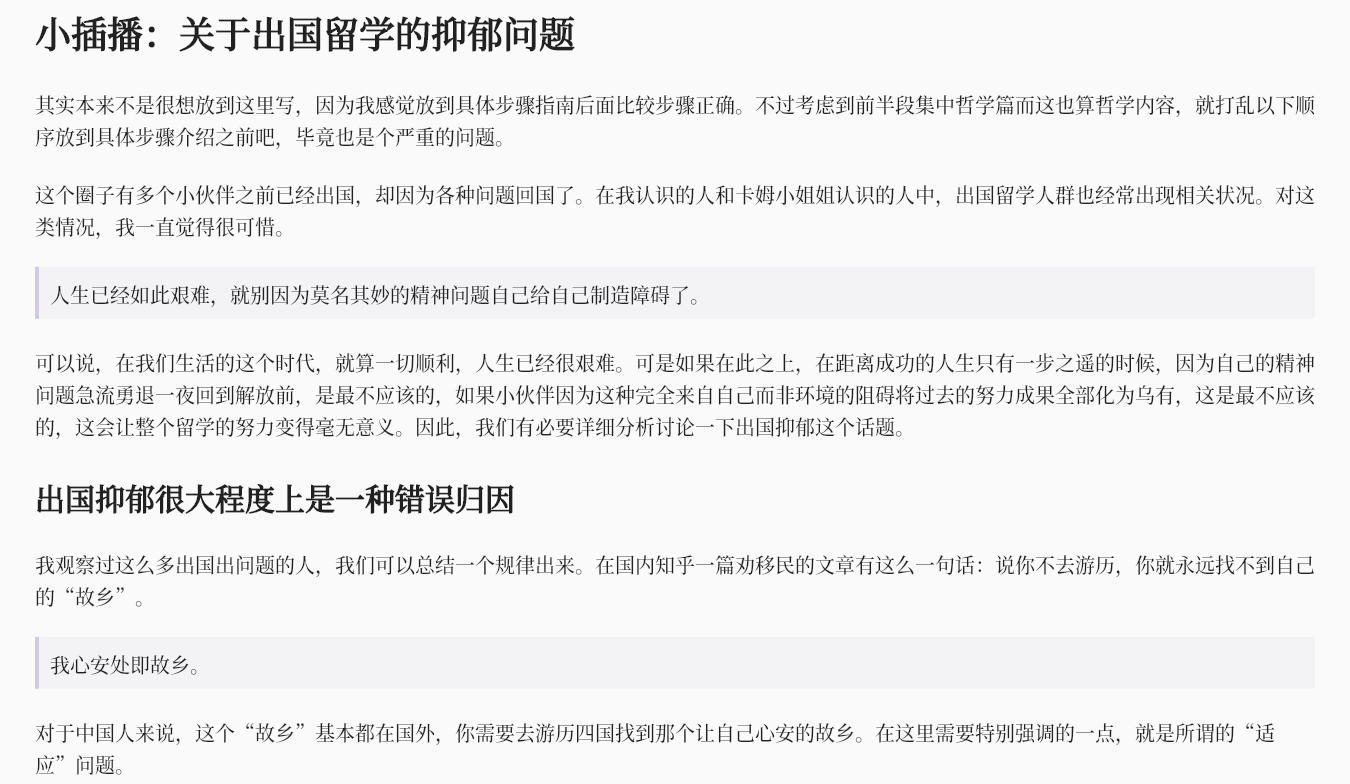 小插播：关于出国留学的抑郁问题
其实本来不是很想放到这里写，因为我感觉放到具体步骤指南后面比较步骤正确。不过考虑到前半段集中哲学篇而这也算哲学内容，就打乱以下顺
序放到具体步骤介绍之前吧，毕竟也是个严重的问题。
这个圈子有多个小伙伴之前已经出国，却因为各种问题回国了。在我认识的人和卡姆小姐姐认识的人中，出国留学人群也经常出现相关状况。对这
类情况，我一直觉得很可惜。
人生已经如此艰难，就别因为莫名其妙的精神问题自己给自己制造障碍了。
可以说，在我们生活的这个时代，就算一切顺利，人生已经很艰难。可是如果在此之上，在距离成功的人生只有一步之遥的时候，因为自己的精神
问题急流勇退一夜回到解放前，是最不应该的，如果小伙伴因为这种完全来自自己而非环境的阻碍将过去的努力成果全部化为乌有，这是最不应该
的，这会让整个留学的努力变得毫无意义。因此，我们有必要详细分析讨论一下出国抑郁这个话题。
出国抑郁很大程度上是一种错误归因
我观察过这么多出国出问题的人，我们可以总结一个规律出来。在国内知乎一篇劝移民的文章有这么一句话：说你不去游历，你就永远找不到自己
的“故乡”。
我心安处即故乡。
对于中国人来说，这个“故乡”基本都在国外，你需要去游历四国找到那个让自己心安的故乡。在这里需要特别强调的一点，就是所谓的“适
应”问题。